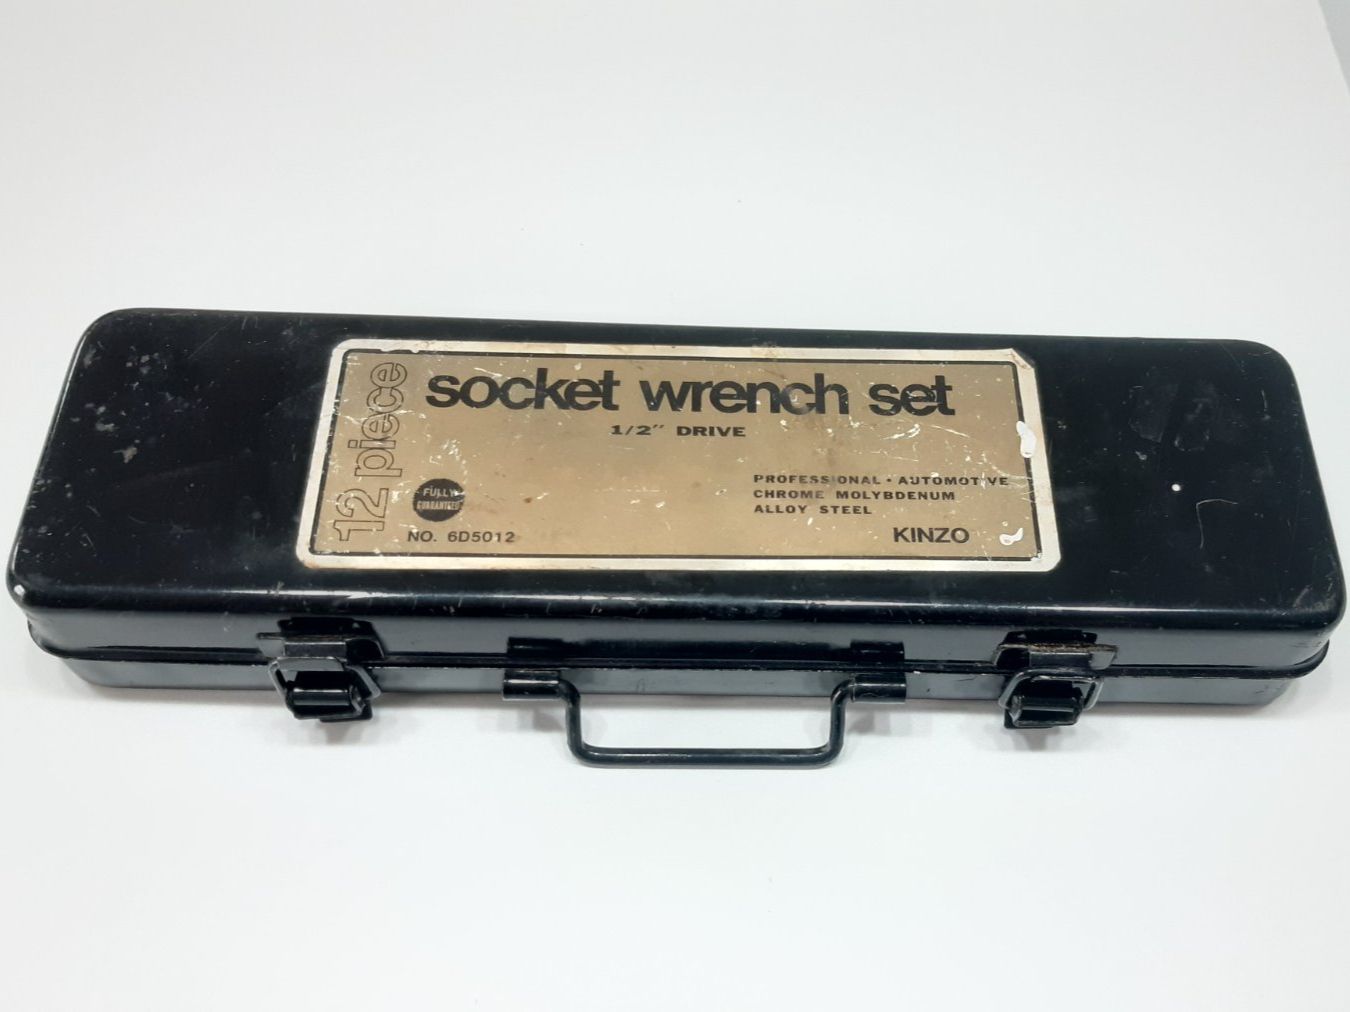 12 piece
socket wrench set
1/2" DRIVE
PROFESSIONAL • AUTOMOTIVE
CHROME MOLYBDENUM
ALLOY STEEL
FULLY
GUARANTEED
NO. 6D5012
KINZO